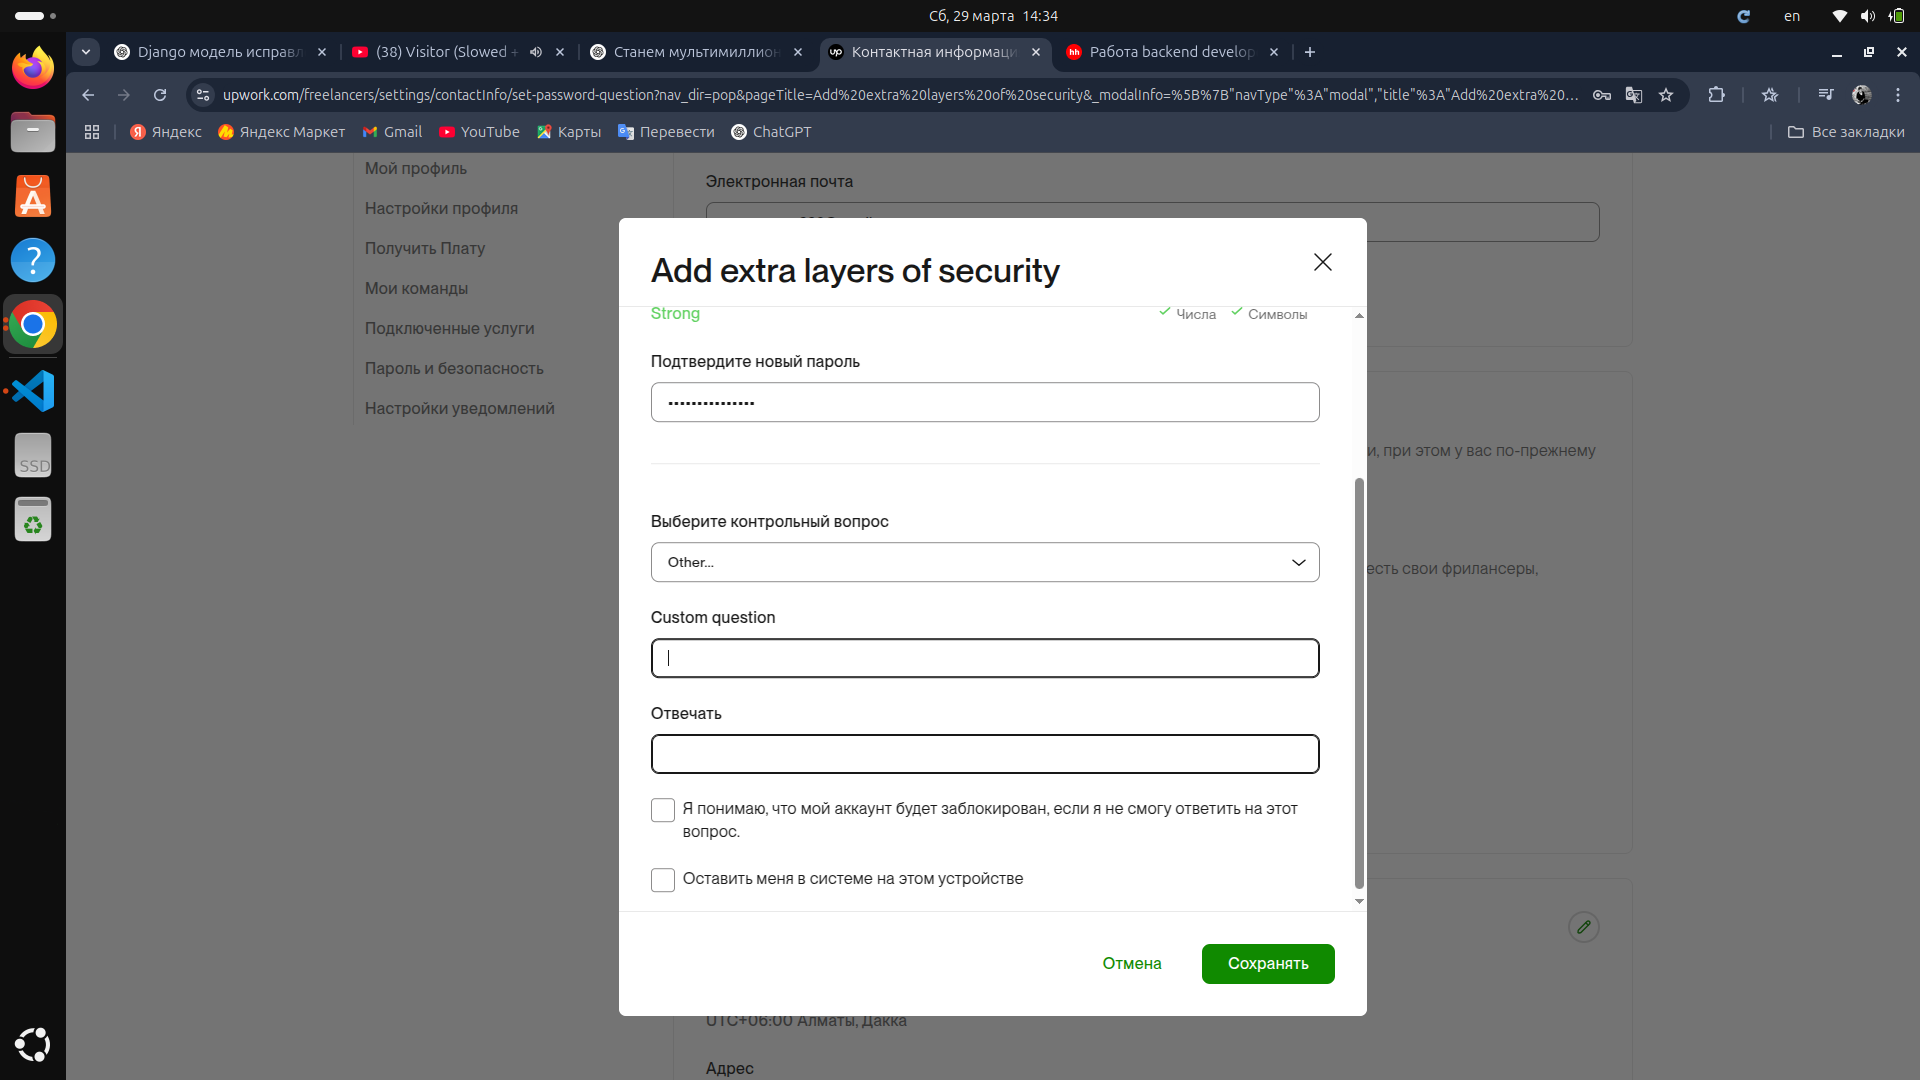 Сб, 29 марта 14:34
en
Django модель исправл
(38) Visitor (Slowed +
Станем мультимиллион
Контактная информаци
Работа backend develop
upwork.com/freelancers/settings/contactInfo/set-password-question?nav_dir=pop&pageTitle=Add%20extra%20layers%20of%20security&_modalInfo=%5B%7B"navType"%3A"modal","title"%3A"Add%20extra%20...
Яндекс
Яндекс Маркет
Gmail
YouTube
Карты
Перевести
ChatGPT
Все закладки
Мой профиль
Настройки профиля
Получить Плату
Мои команды
Подключенные услуги
Пароль и безопасность
Настройки уведомлений
Электронная почта
Add extra layers of security
Strong
Числа
Символы
Подтвердите новый пароль
•••••••••••••••
Выберите контрольный вопрос
Other...
Custom question
Отвечать
Я понимаю, что мой аккаунт будет заблокирован, если я не смогу ответить на этот
вопрос.
Оставить меня в системе на этом устройстве
Отмена
Сохранять
и, при этом у вас по-прежнему
есть свои фрилансеры,
UTC+06:00 Алматы, Дакка
Адрес
SSD